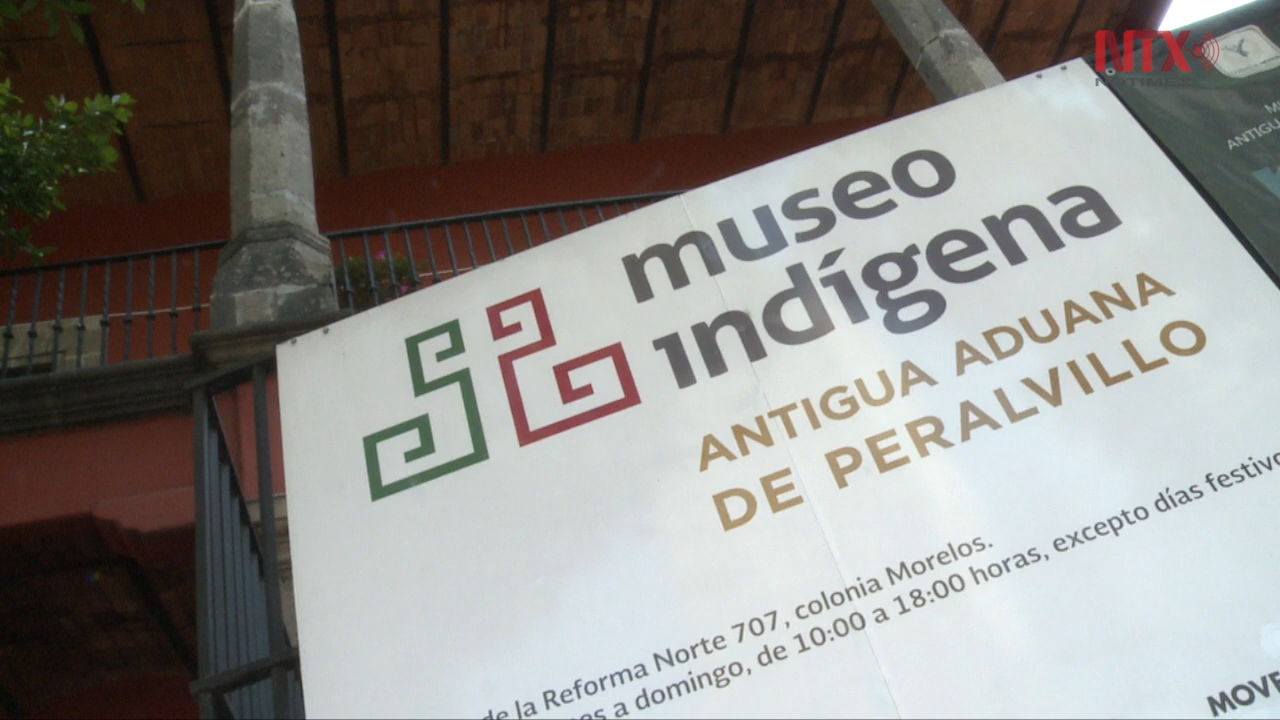 NTX
museo
indígena
ANTIGUA ADUANA
DE PERALVILLO
de la Reforma Norte 707, colonia Morelos.
a domingo, de 10:00 a 18:00 horas, excepto días